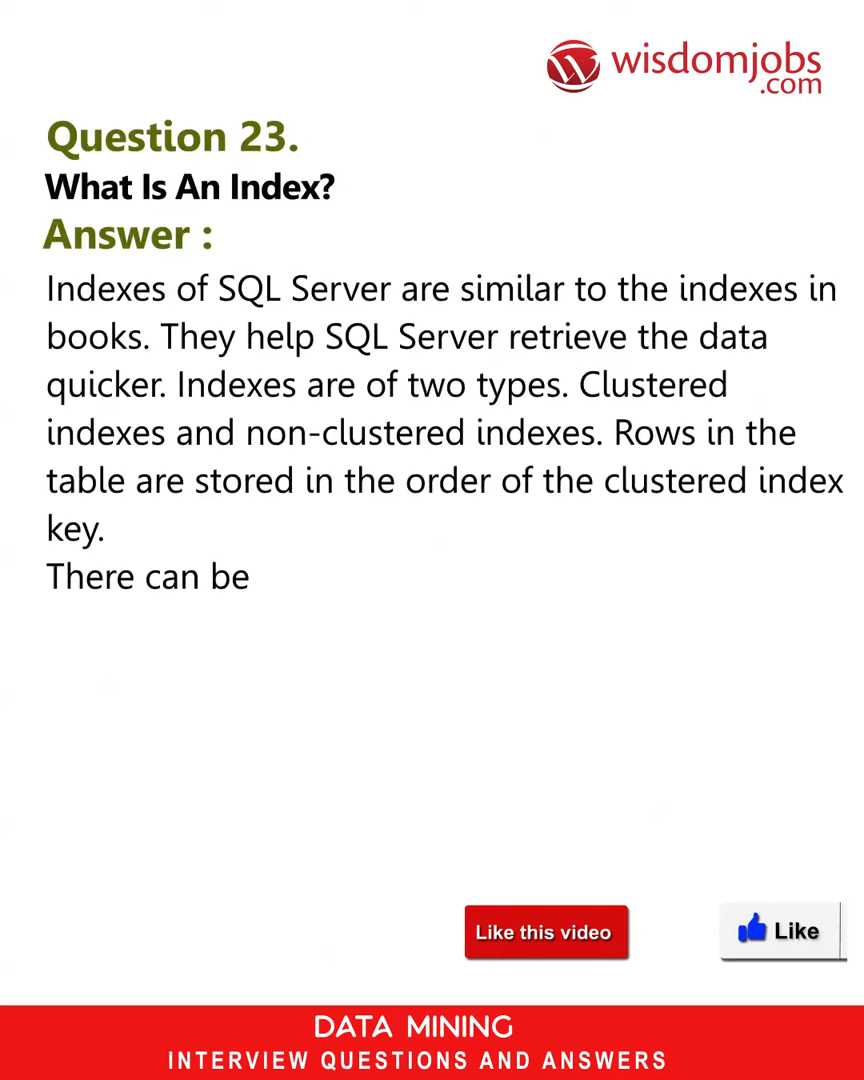 wisdomjobs
.com
Question 23.
What Is An Index?
Answer :
Indexes of SQL Server are similar to the indexes in
books. They help SQL Server retrieve the data
quicker. Indexes are of two types. Clustered
indexes and non-clustered indexes. Rows in the
table are stored in the order of the clustered index
key.
There can be
Like this video
Like
DATA MINING
INTERVIEW QUESTIONS AND ANSWERS